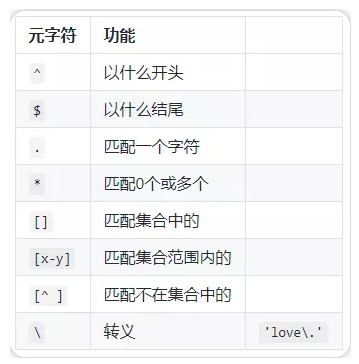 元字符 功能
^ 以什么开头
$ 以什么结尾
. 匹配一个字符
* 匹配0个或多个
[] 匹配集合中的
[x-y] 匹配集合范围内的
[^ ] 匹配不在集合中的
\ 转义 'love\.'